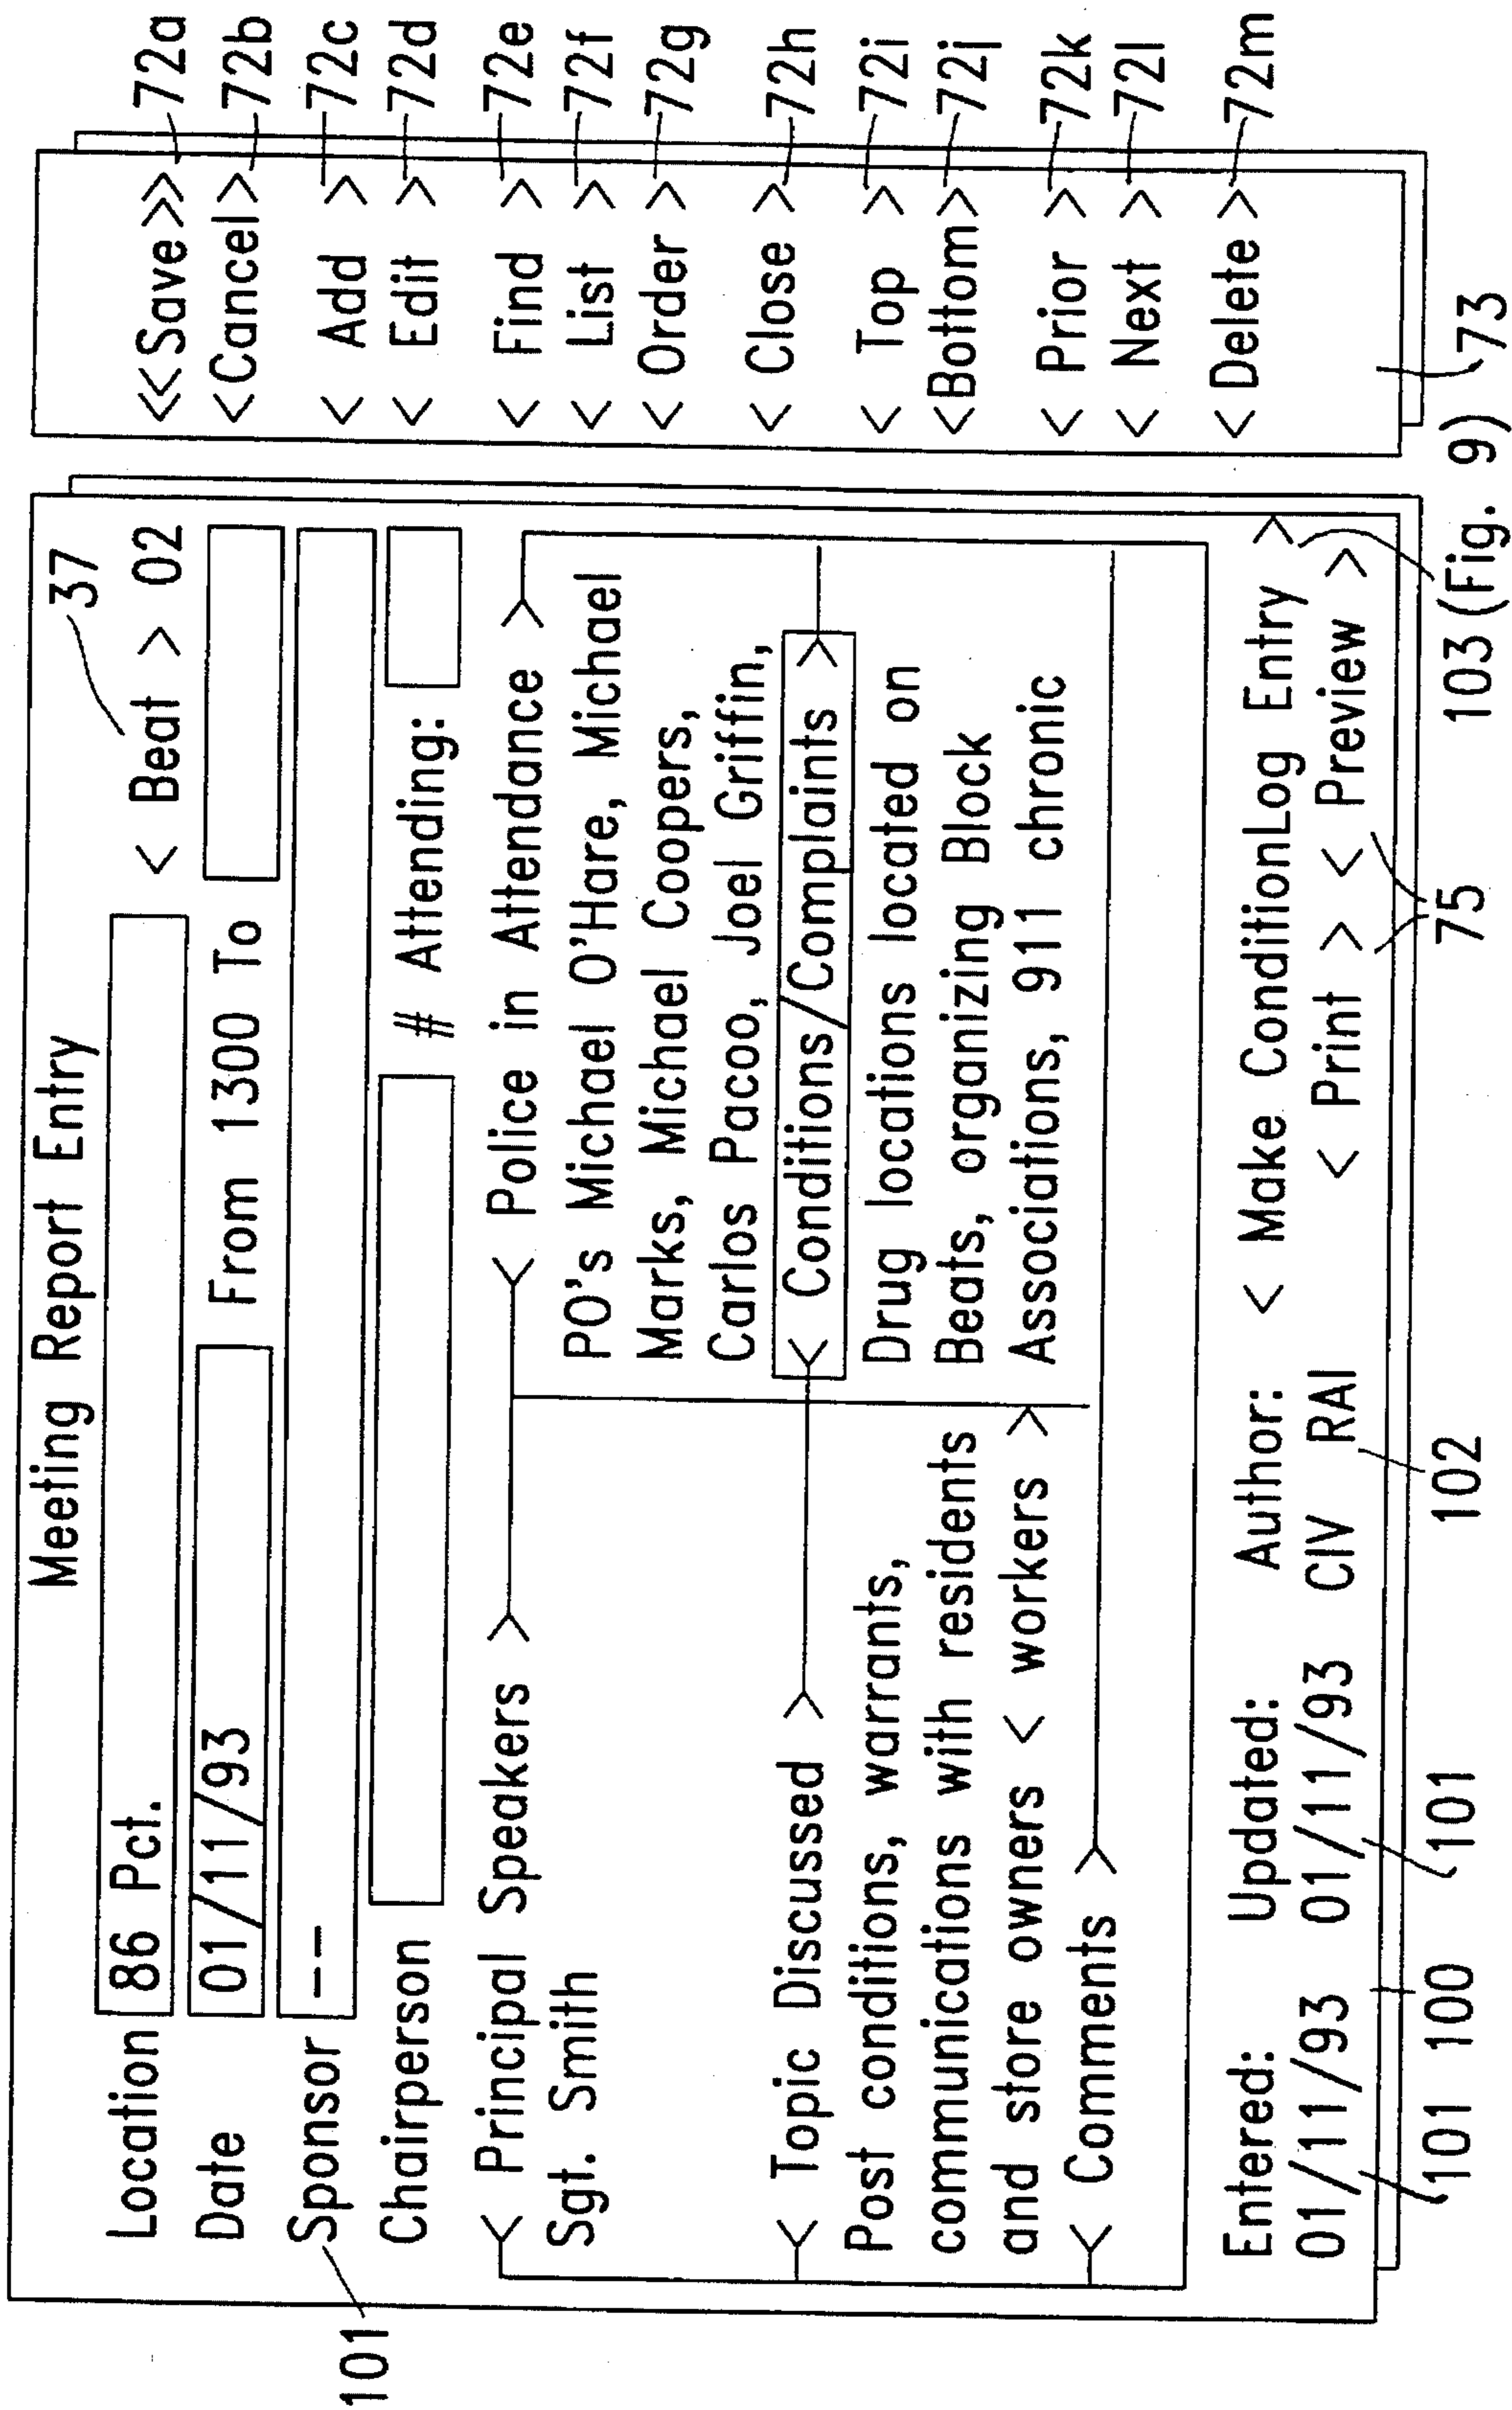 Meeting Report Entry
37
Location 86 Pct. < Beat > 02
Date 01/11/93 From 1300 To
Sponsor --
101
Chairperson # Attending:
< Principal Speakers > < Police in Attendance >
Sgt. Smith PO's Michael O'Hare, Michael
Marks, Michael Coopers,
Carlos Pacoo, Joel Griffin,
< Topic Discussed > < Conditions/Complaints >
Post conditions, warrants, Drug locations located on
communications with residents Beats, organizing Block
and store owners < workers > Associations, 911 chronic
< Comments >
Entered: Updated: Author: < Make ConditionLog Entry >
01/11/93 01/11/93 CIV RAI < Print > < Preview >
101 100 101 102 75 103 (Fig. 9)
<<Save>> 72a
<Cancel> 72b
< Add > 72c
< Edit > 72d
< Find > 72e
< List > 72f
< Order > 72g
< Close > 72h
< Top > 72i
<Bottom> 72j
< Prior > 72k
< Next > 72l
< Delete > 72m
73